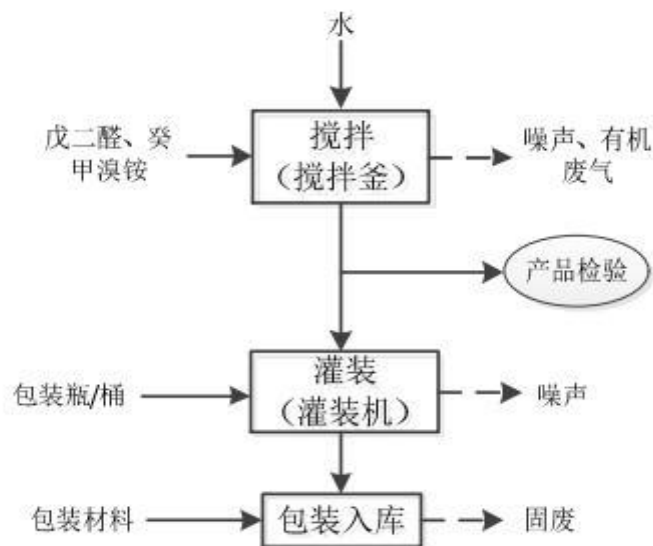 水
戊二醛、癸
甲溴铵
搅拌
（搅拌釜）
噪声、有机
废气
产品检验
包装瓶/桶
灌装
（灌装机）
噪声
包装材料
包装入库
固废